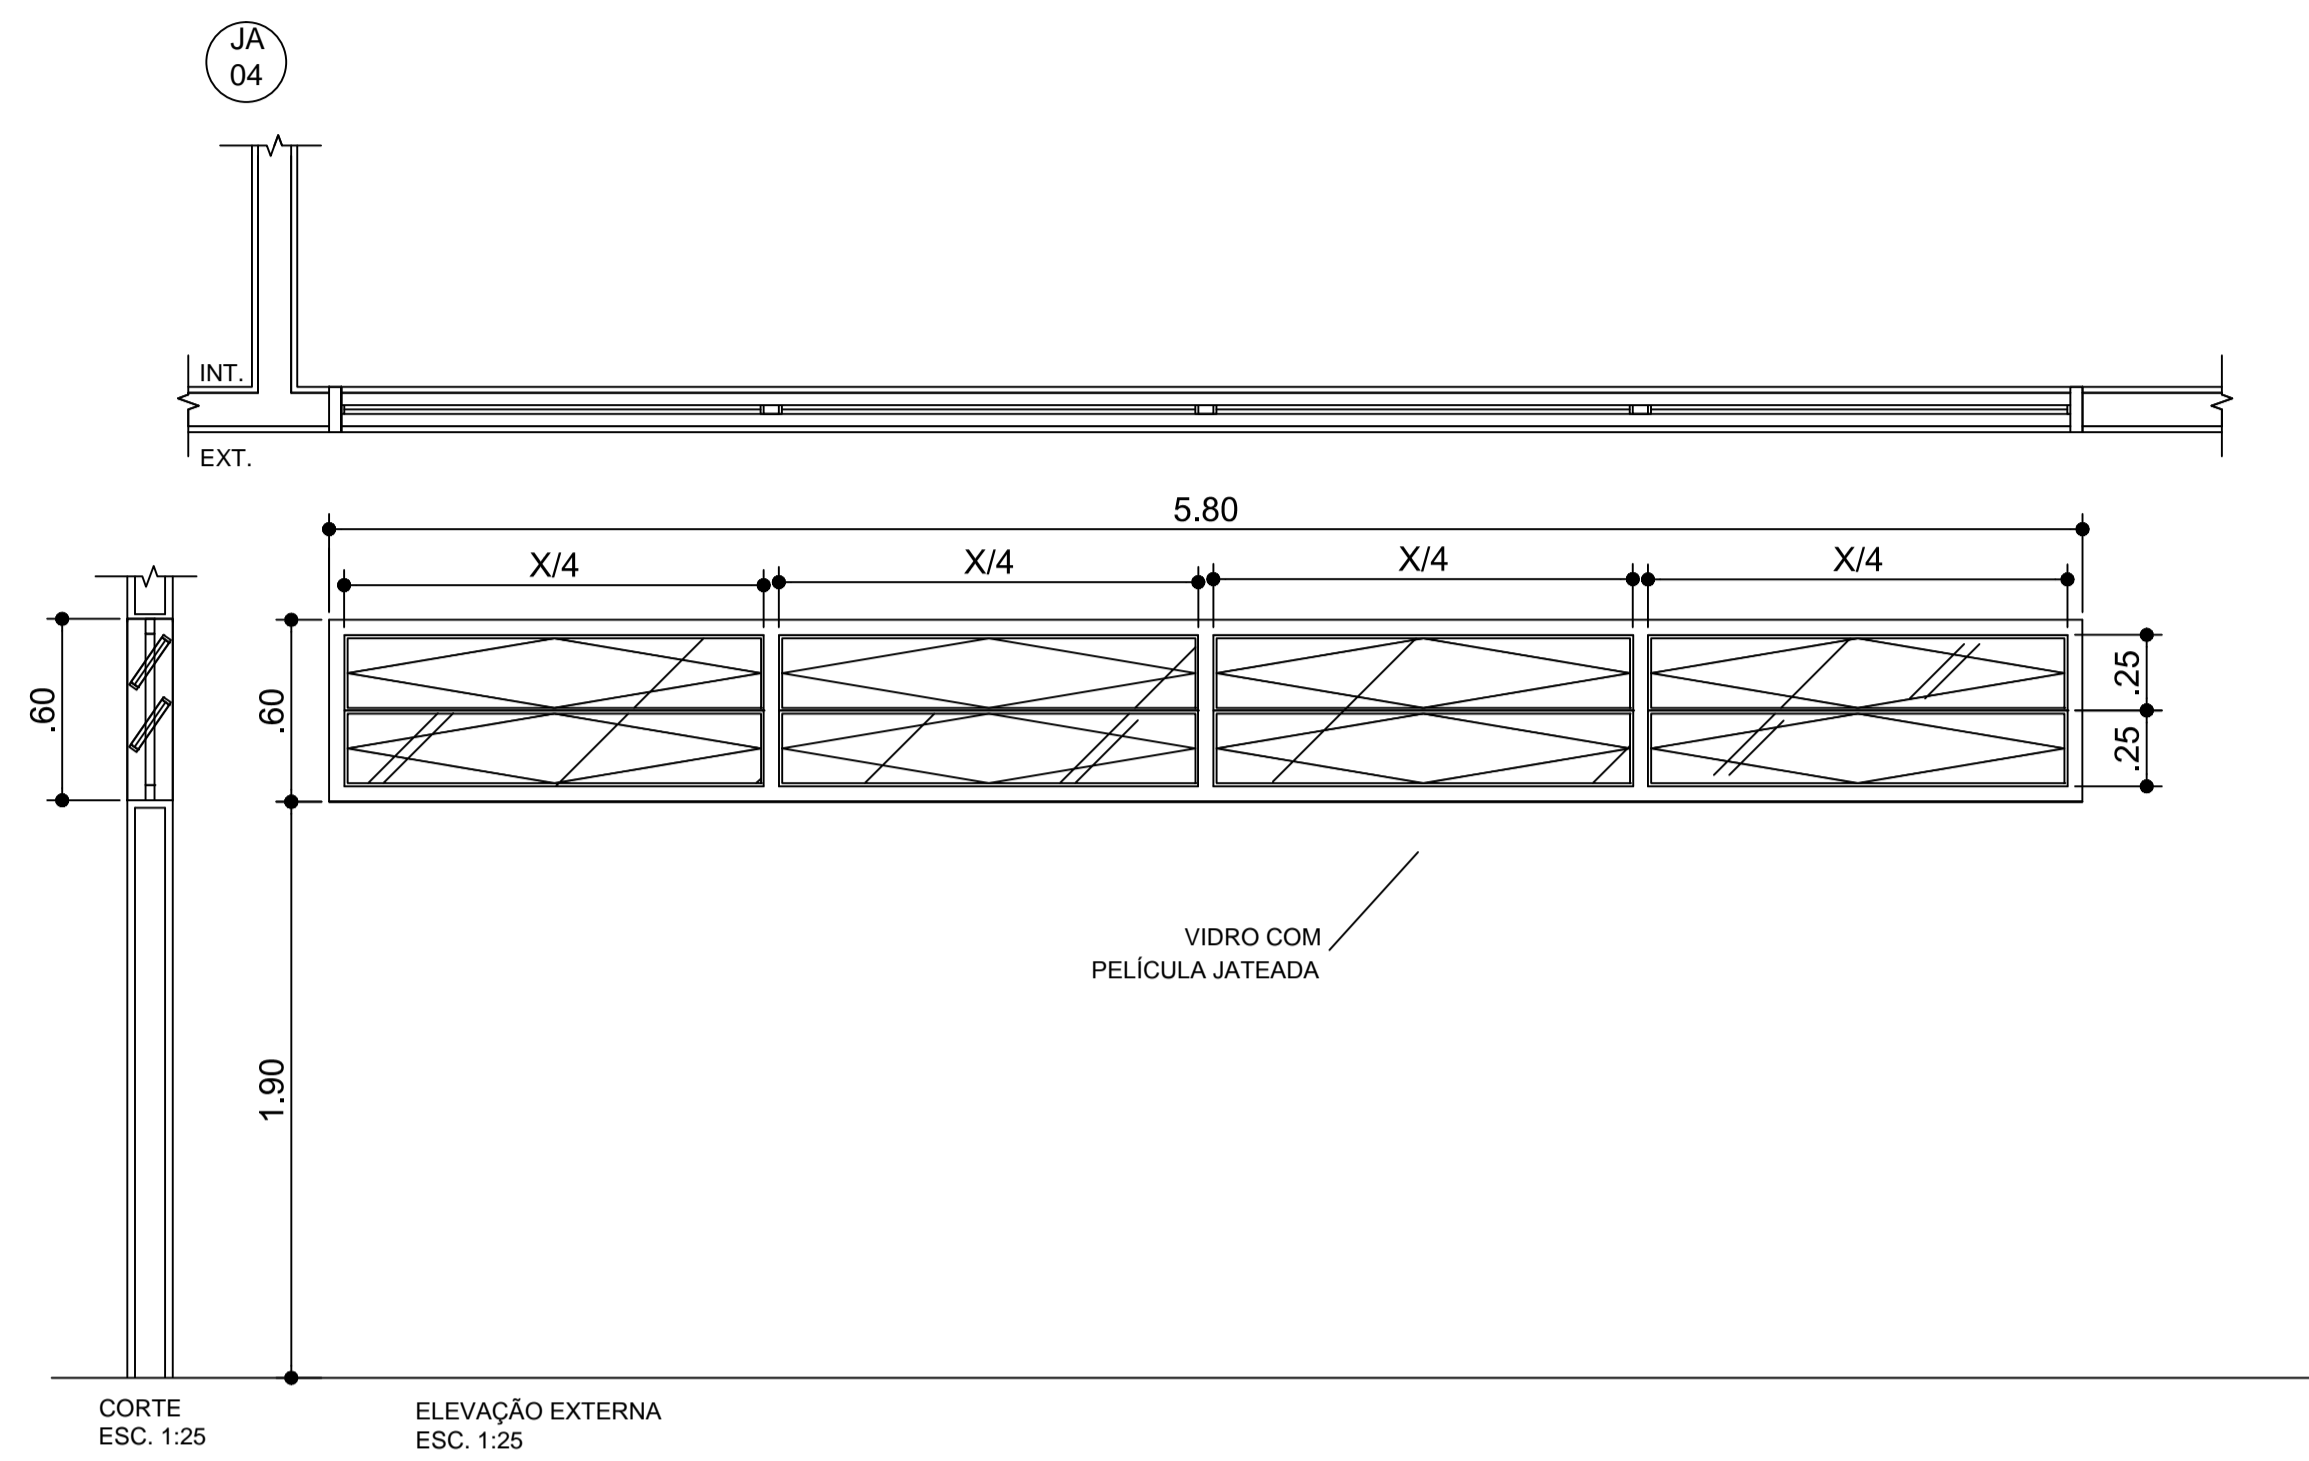 JA
04
INT.
EXT.
5.80
X/4
X/4
X/4
X/4
.60
.60
.25
.25
VIDRO COM
PELÍCULA JATEADA
1.90
CORTE
ESC. 1:25
ELEVAÇÃO EXTERNA
ESC. 1:25